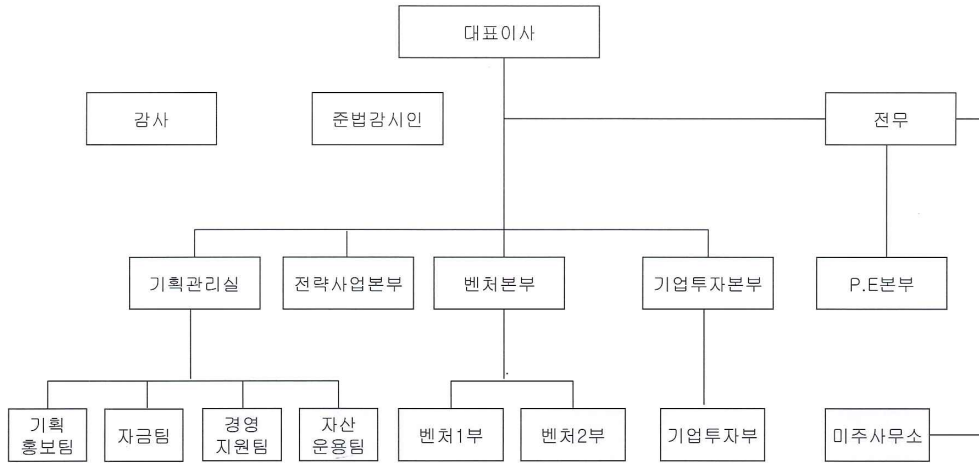 대표이사
감사
준법감시인
전무
기획관리실
전략사업본부
벤처본부
기업투자본부
P.E본부
기획
홍보팀
자금팀
경영
지원팀
자산
운용팀
벤처1부
벤처2부
기업투자부
미주사무소